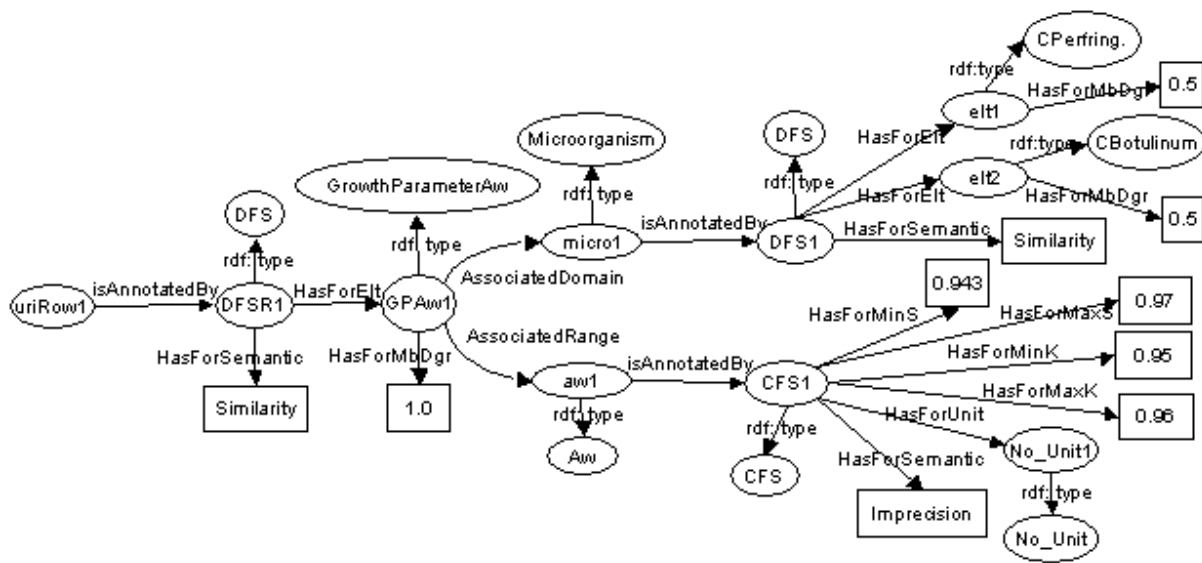 CPerfring.
rdf:type
HasForMbDgr
0.5
elt1
DFS
Microorganism
HasForElt
rdf:type
CBotulinum
GrowthParameterAw
rdf:type
rdf:type
HasForElt
elt2
HasForMbDgr
DFS
rdf:type
isAnnotatedBy
micro1
DFS1
HasForSemantic
Similarity
0.5
rdf:type
AssociatedDomain
0.943
isAnnotatedBy
HasForElt
uriRow1
DFSR1
GPAw1
HasForMinS
HasForMaxS
0.97
AssociatedRange
HasForSemantic
HasForMbDgr
isAnnotatedBy
HasForMinK
0.95
aw1
CFS1
HasForMaxK
Similarity
1.0
rdf:type
rdf:type
HasForUnit
0.96
Aw
CFS
HasForSemantic
No_Unit1
rdf:type
Imprecision
No_Unit